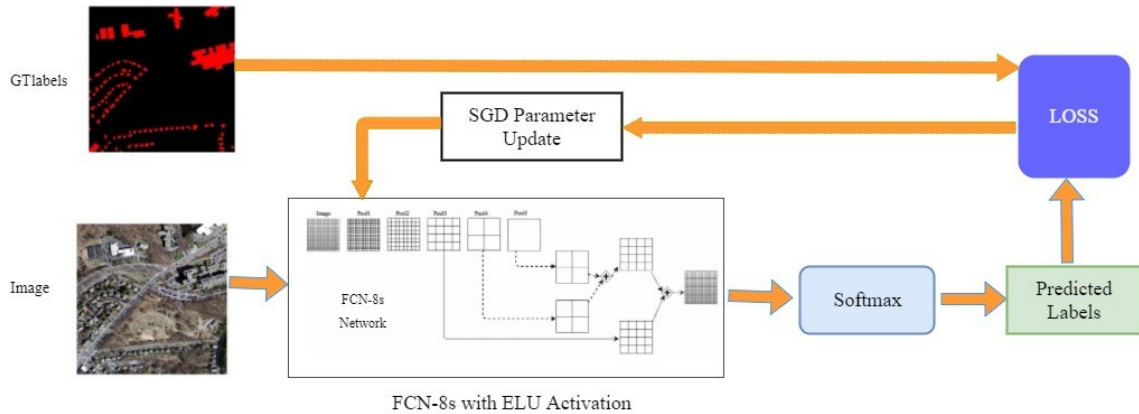 GTlabels
LOSS
SGD Parameter
Update
Image
Image Pool1 Pool2 Pool3 Pool4 Pool5
FCN-8s
Network
Softmax
Predicted
Labels
FCN-8s with ELU Activation